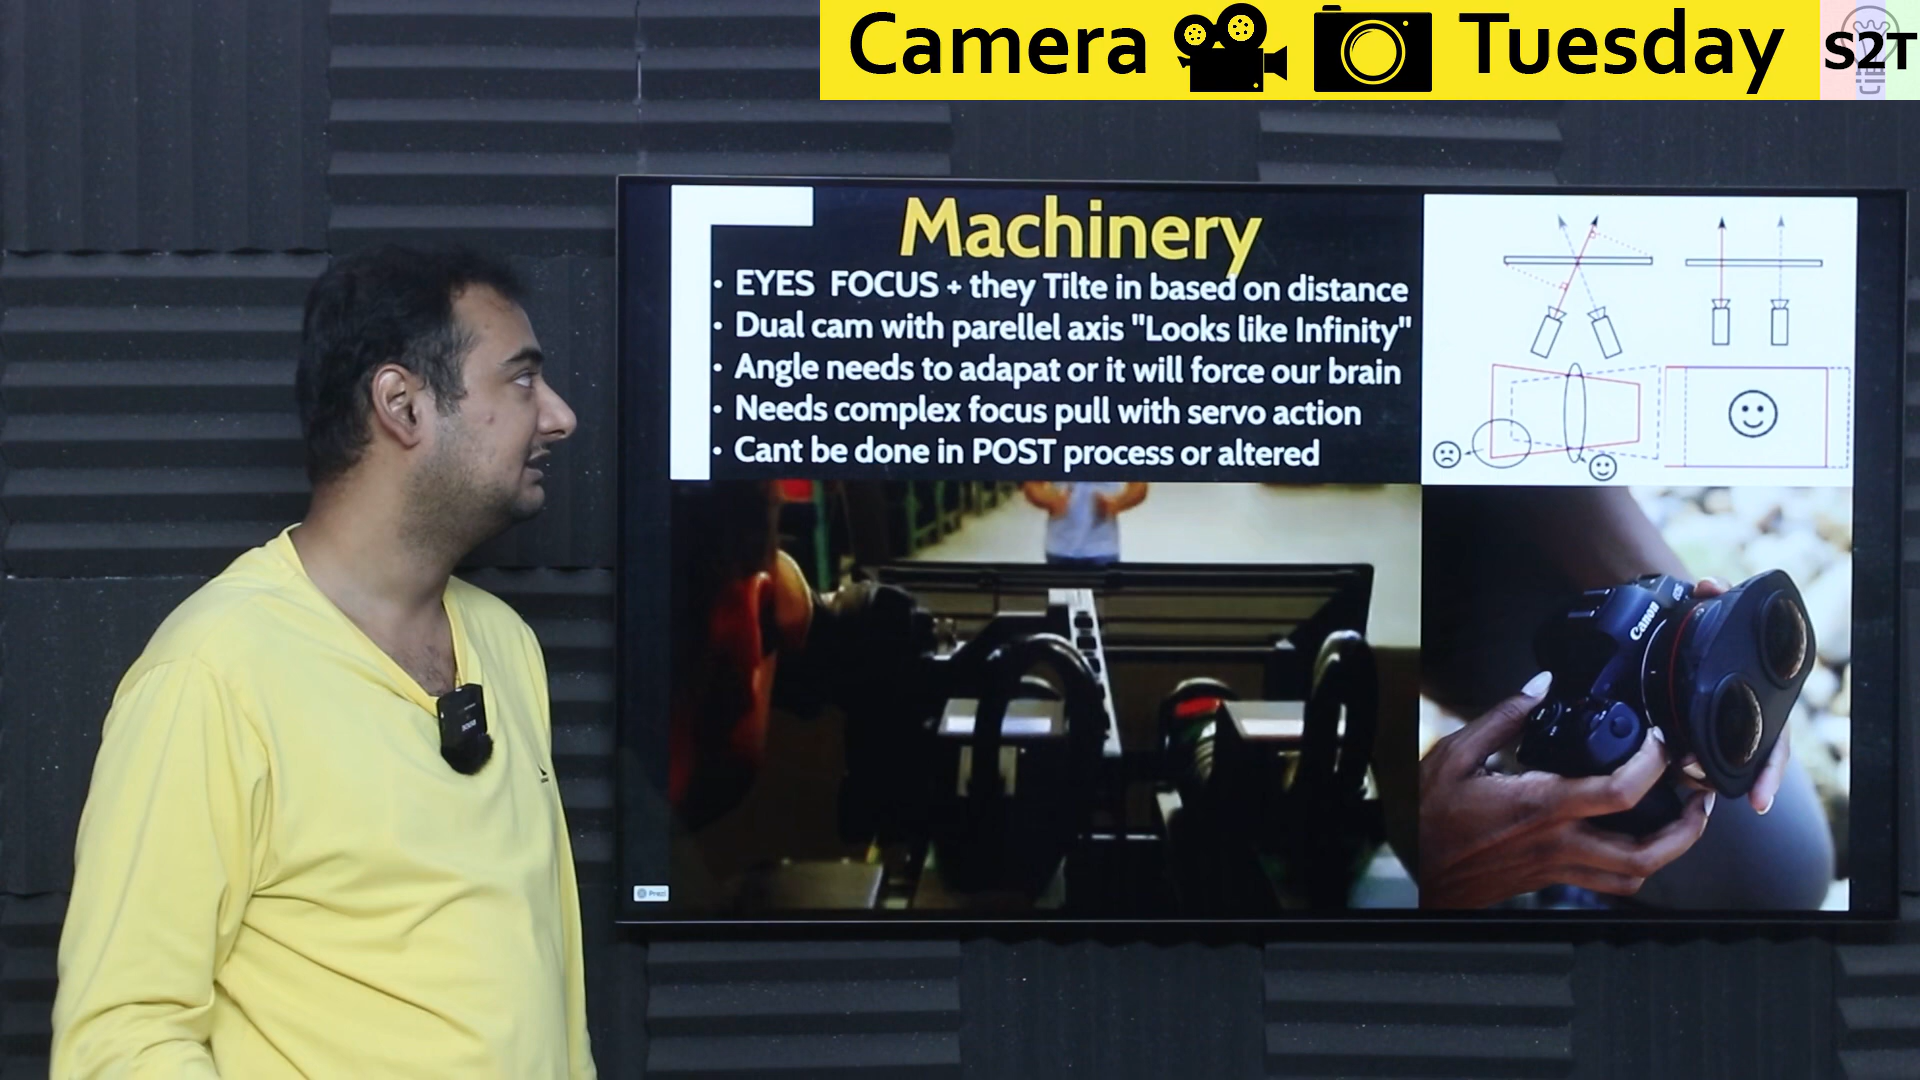 Camera Tuesday
S2T
Machinery
• EYES FOCUS + they Tilte in based on distance
• Dual cam with parellel axis "Looks like Infinity"
• Angle needs to adapat or it will force our brain
• Needs complex focus pull with servo action
• Cant be done in POST process or altered
Canon
Prezi